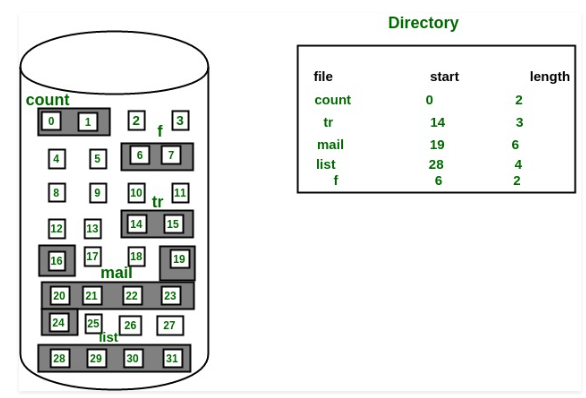 Directory
file start length
count 0 2
tr 14 3
mail 19 6
list 28 4
f 6 2
count
0 1 2 3
f
4 5 6 7
8 9 10 11
tr
12 13 14 15
16 17 18 19
mail
20 21 22 23
24 25 26 27
list
28 29 30 31